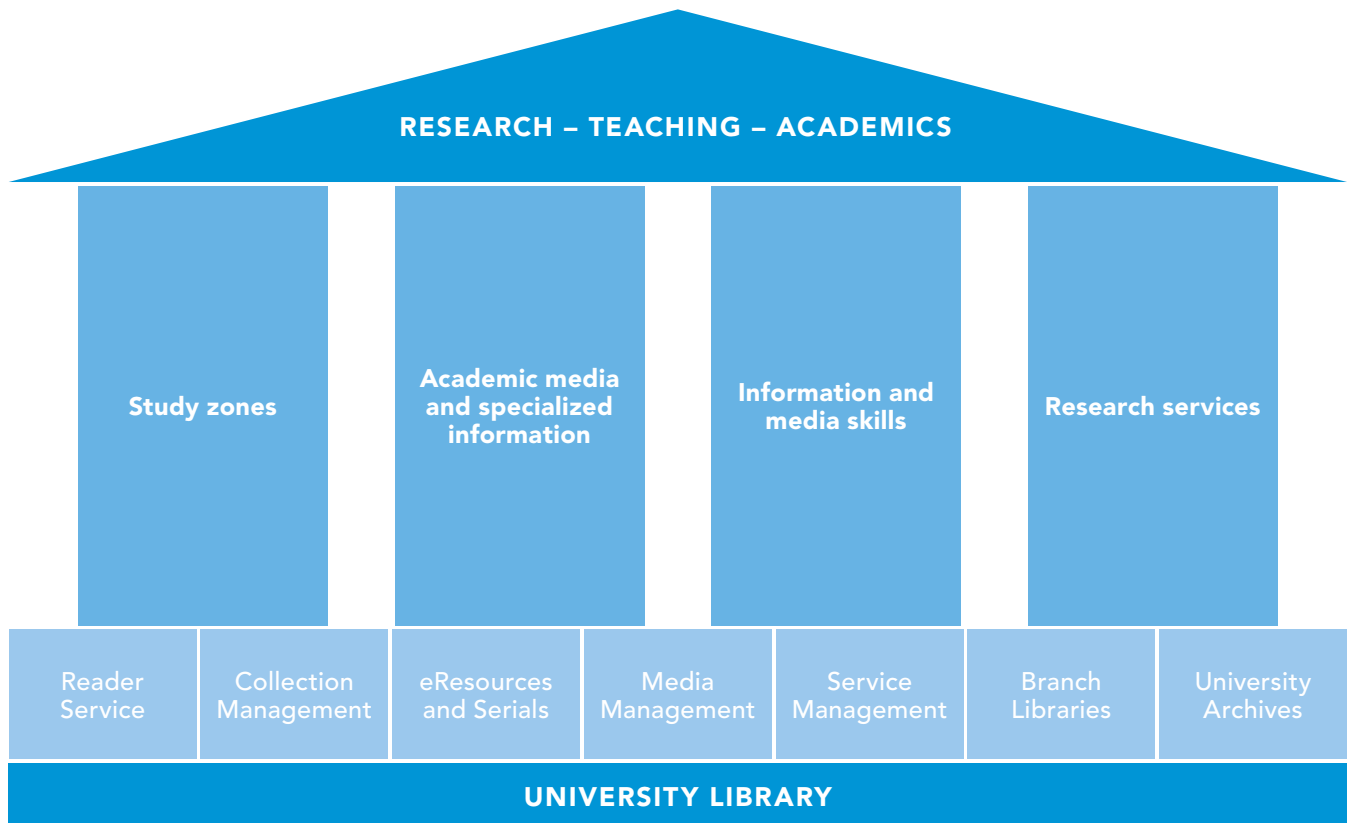 RESEARCH – TEACHING – ACADEMICS
Study zones
Academic media
and specialized
information
Information and
media skills
Research services
Reader
Service
Collection
Management
eResources
and Serials
Media
Management
Service
Management
Branch
Libraries
University
Archives
UNIVERSITY LIBRARY